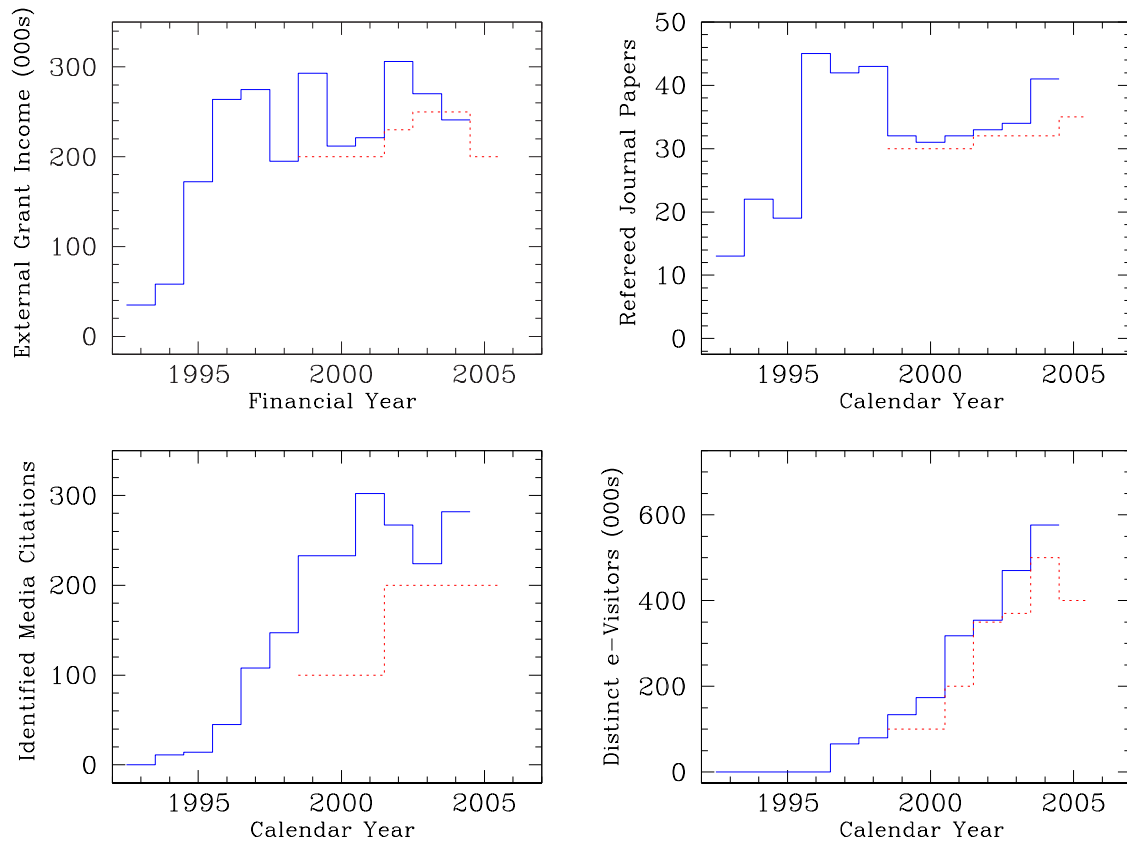 External Grant Income (000s)
300
200
100
0
1995 2000 2005
Financial Year
Refereed Journal Papers
50
40
30
20
10
0
1995 2000 2005
Calendar Year
Identified Media Citations
300
200
100
0
1995 2000 2005
Calendar Year
Distinct e-Visitors (000s)
600
400
200
0
1995 2000 2005
Calendar Year